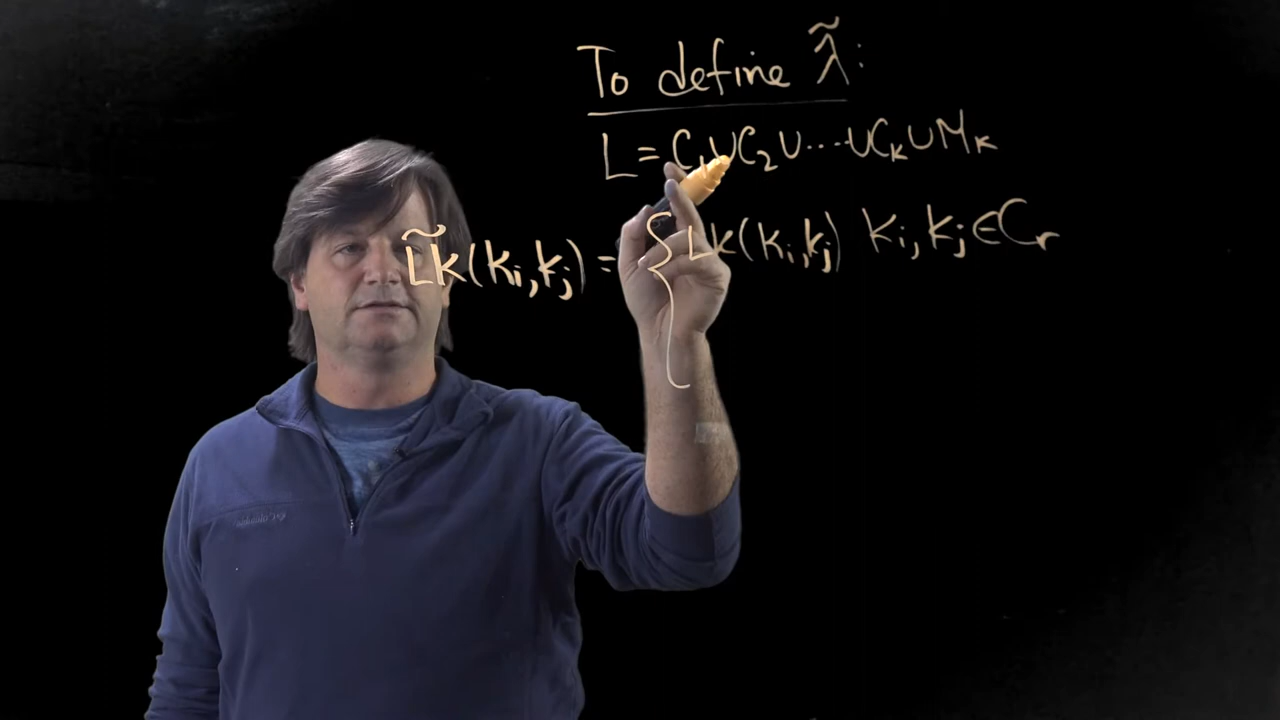 To define λ̃:
L = C₁∪C₂∪···∪Cₖ∪Mₖ
L̃k(Kᵢ,Kⱼ) = { Lk(Kᵢ,Kⱼ) Kᵢ,Kⱼ∈Cᵣ